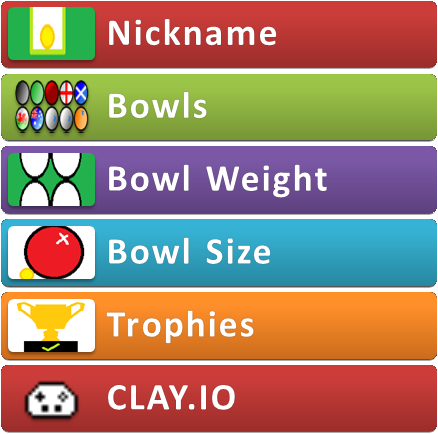 Nickname
Bowls
Bowl Weight
Bowl Size
Trophies
CLAY.IO